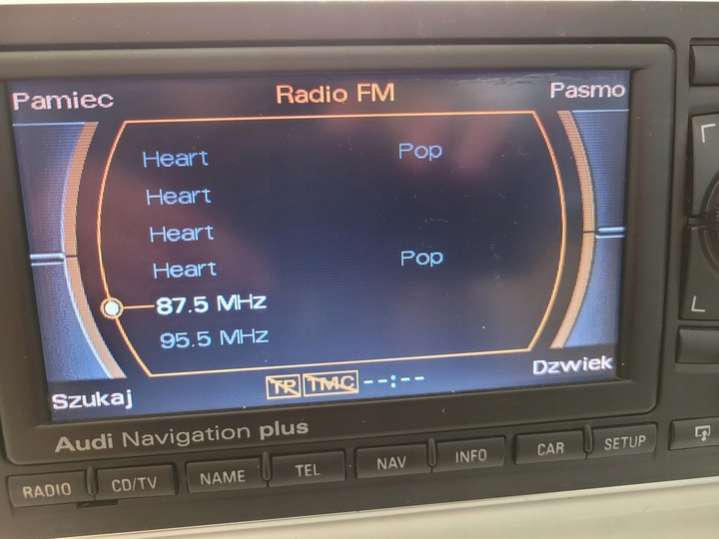 Pamiec Radio FM Pasmo
Heart Pop
Heart
Heart
Heart Pop
87.5 MHz
95.5 MHz
Szukaj TP TMC --:-- Dzwiek
Audi Navigation plus
RADIO CD/TV NAME TEL NAV INFO CAR SETUP